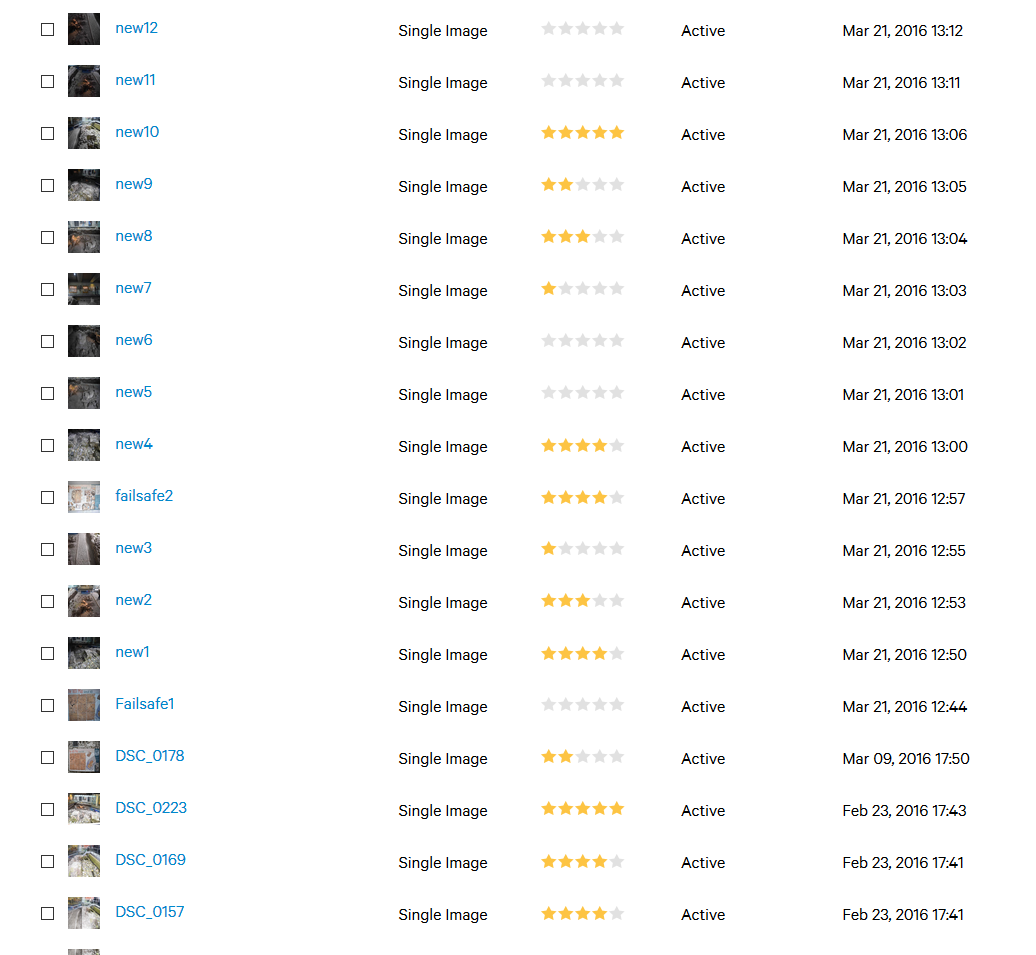 new12 Single Image Active Mar 21, 2016 13:12
new11 Single Image Active Mar 21, 2016 13:11
new10 Single Image Active Mar 21, 2016 13:06
new9 Single Image Active Mar 21, 2016 13:05
new8 Single Image Active Mar 21, 2016 13:04
new7 Single Image Active Mar 21, 2016 13:03
new6 Single Image Active Mar 21, 2016 13:02
new5 Single Image Active Mar 21, 2016 13:01
new4 Single Image Active Mar 21, 2016 13:00
failsafe2 Single Image Active Mar 21, 2016 12:57
new3 Single Image Active Mar 21, 2016 12:55
new2 Single Image Active Mar 21, 2016 12:53
new1 Single Image Active Mar 21, 2016 12:50
Failsafe1 Single Image Active Mar 21, 2016 12:44
DSC_0178 Single Image Active Mar 09, 2016 17:50
DSC_0223 Single Image Active Feb 23, 2016 17:43
DSC_0169 Single Image Active Feb 23, 2016 17:41
DSC_0157 Single Image Active Feb 23, 2016 17:41